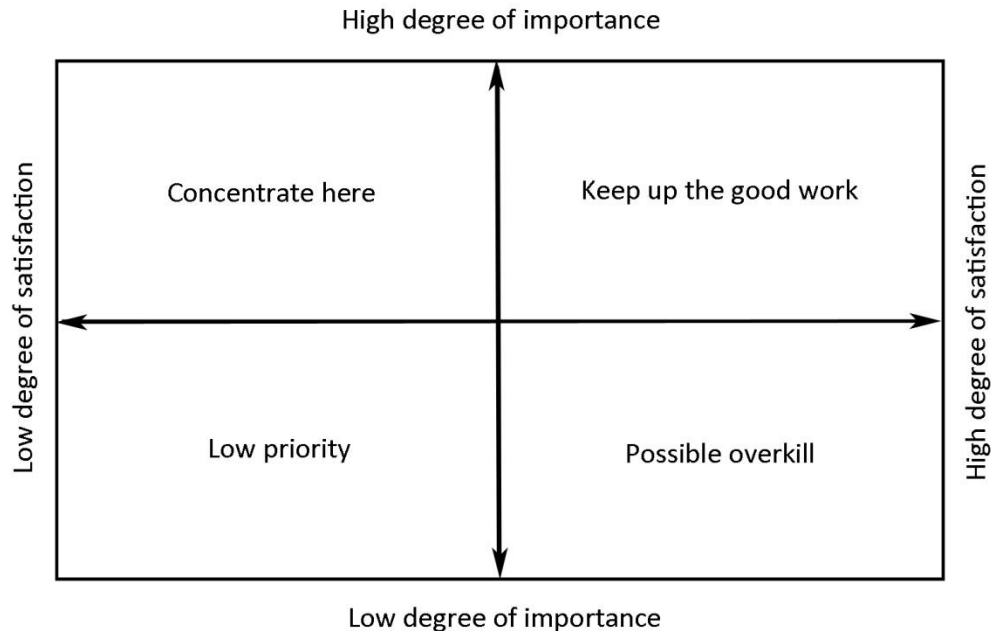 High degree of importance
Concentrate here
Keep up the good work
Low degree of satisfaction
High degree of satisfaction
Low priority
Possible overkill
Low degree of importance